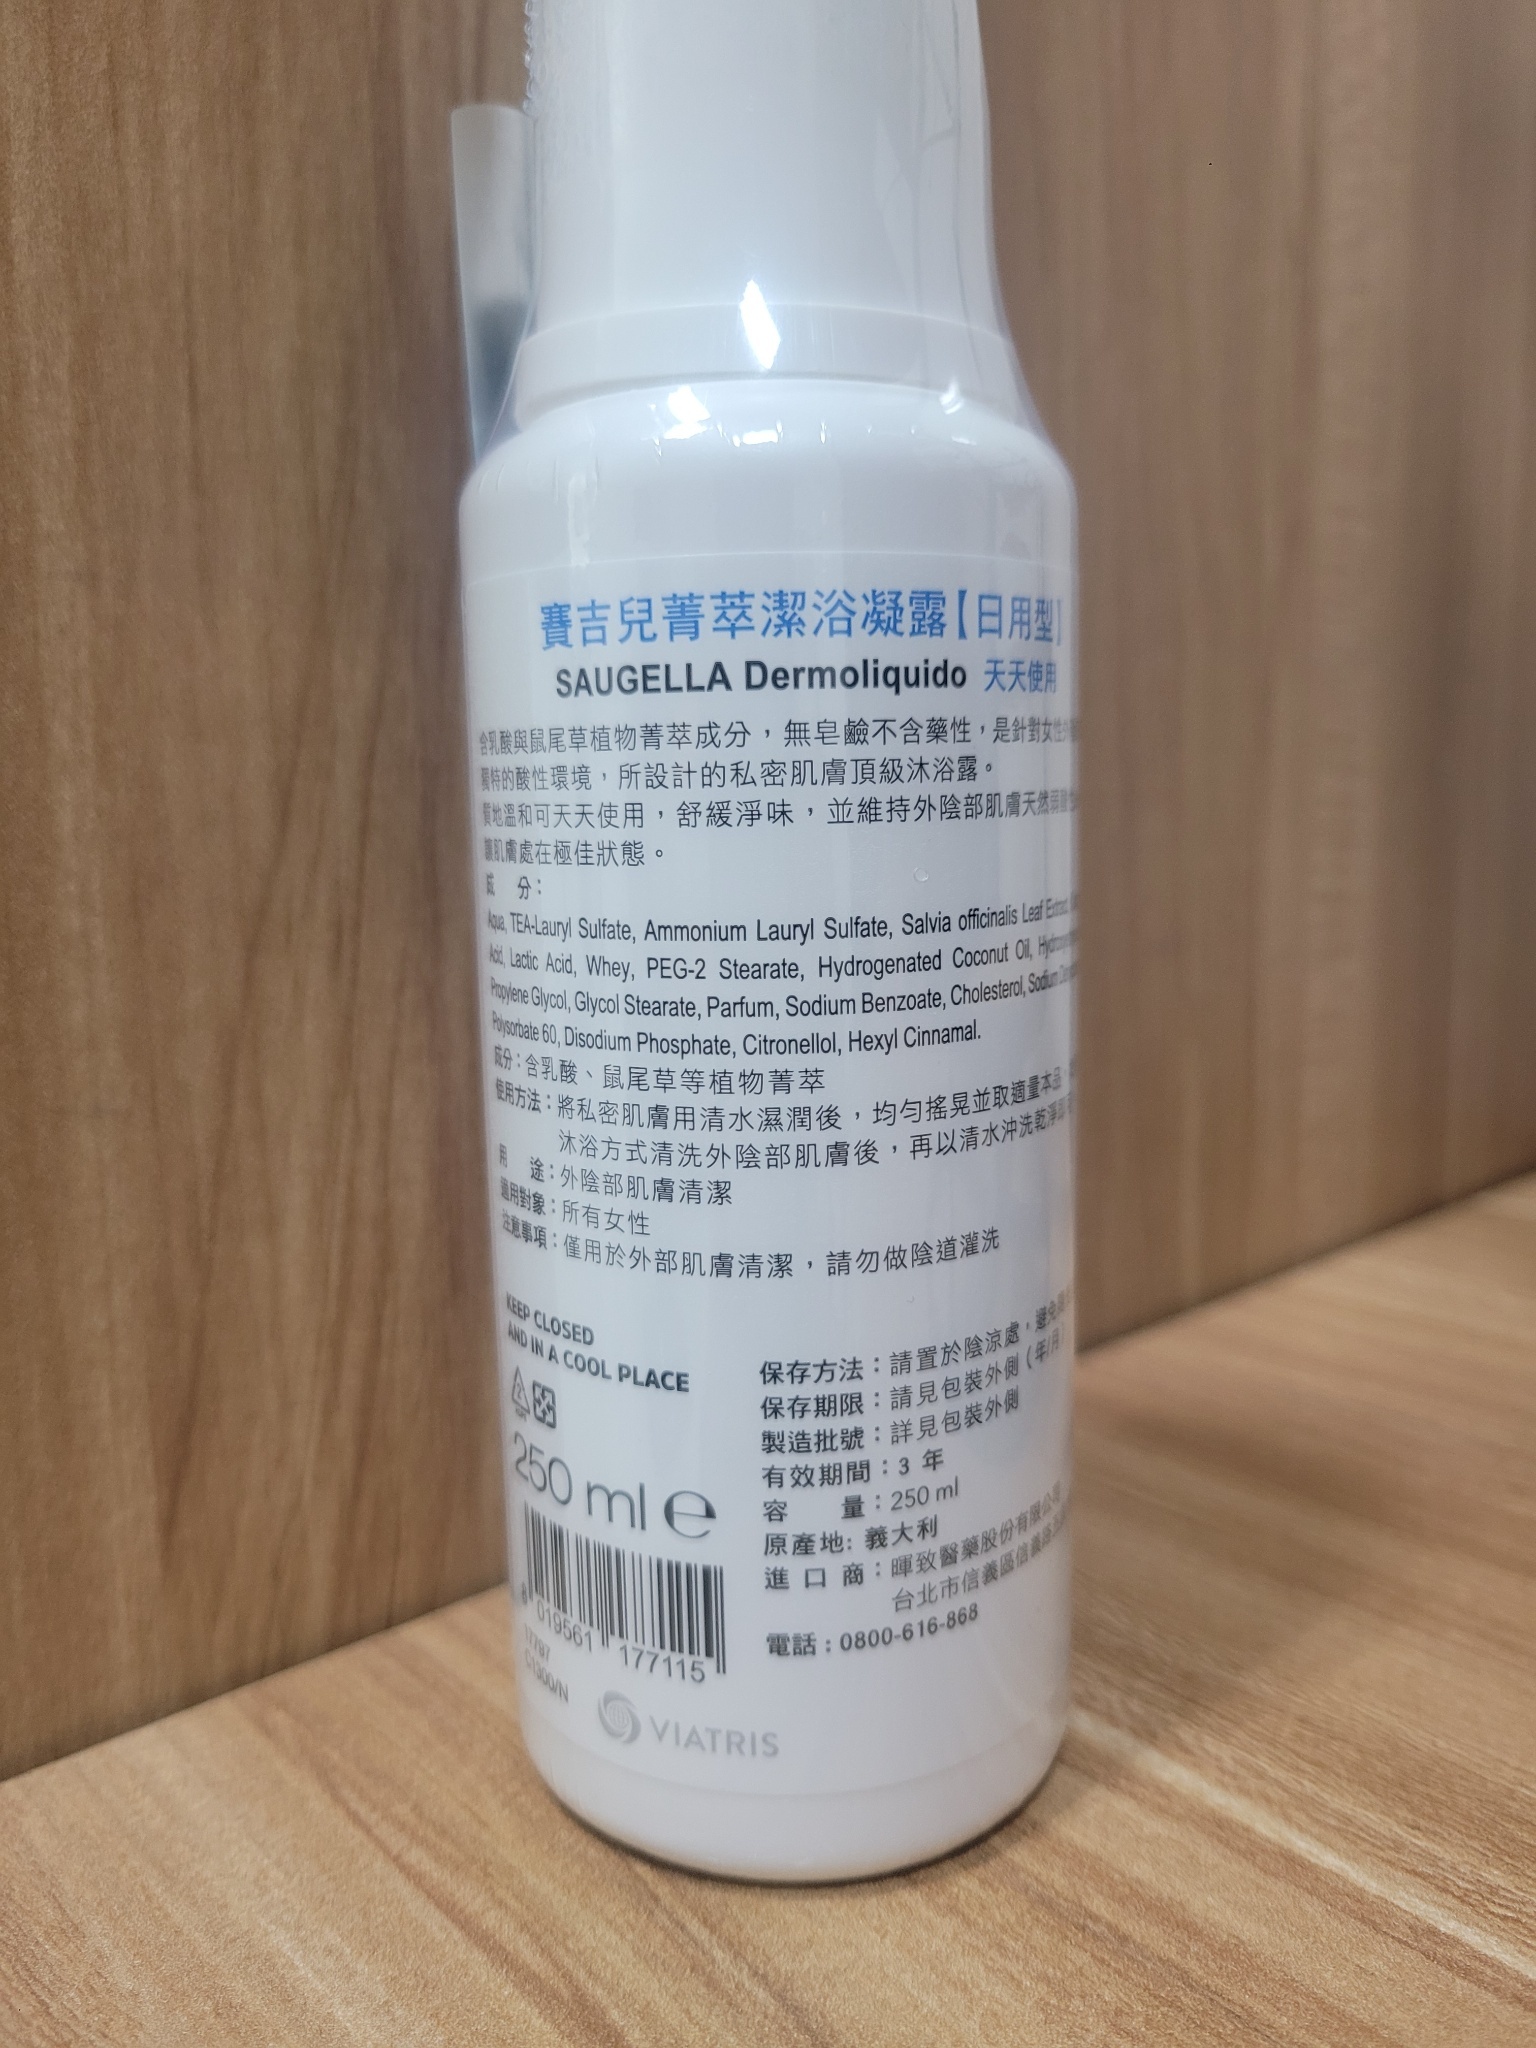 賽吉兒菁萃潔浴凝露【日用型】
SAUGELLA Dermoliquido 天天使用
含乳酸與鼠尾草植物菁萃成分，無皂鹼不含藥性，是針對女性
獨特的酸性環境，所設計的私密肌膚頂級沐浴露。
質地溫和可天天使用，舒緩淨味，並維持外陰部肌膚天然弱酸
讓肌膚處在極佳狀態。
成 分：
Aqua, TEA-Lauryl Sulfate, Ammonium Lauryl Sulfate, Salvia officinalis Leaf Extract,
Acid, Lactic Acid, Whey, PEG-2 Stearate, Hydrogenated Coconut Oil,
Propylene Glycol, Glycol Stearate, Parfum, Sodium Benzoate, Cholesterol, Sodium
Polysorbate 60, Disodium Phosphate, Citronellol, Hexyl Cinnamal.
成分：含乳酸、鼠尾草等植物菁萃
使用方法：將私密肌膚用清水濕潤後，均勻搖晃並取適量本品，
沐浴方式清洗外陰部肌膚後，再以清水沖洗乾淨即
用 途：外陰部肌膚清潔
適用對象：所有女性
注意事項：僅用於外部肌膚清潔，請勿做陰道灌洗
KEEP CLOSED
AND IN A COOL PLACE
250 ml ℮
8 019561 177115
17787
C1300/N
VIATRIS
保存方法：請置於陰涼處，避免
保存期限：請見包裝外側（年/月）
製造批號：詳見包裝外側
有效期間：3 年
容 量：250 ml
原產地：義大利
進 口 商：暉致醫藥股份有限公司
台北市信義區信義路
電話：0800-616-868